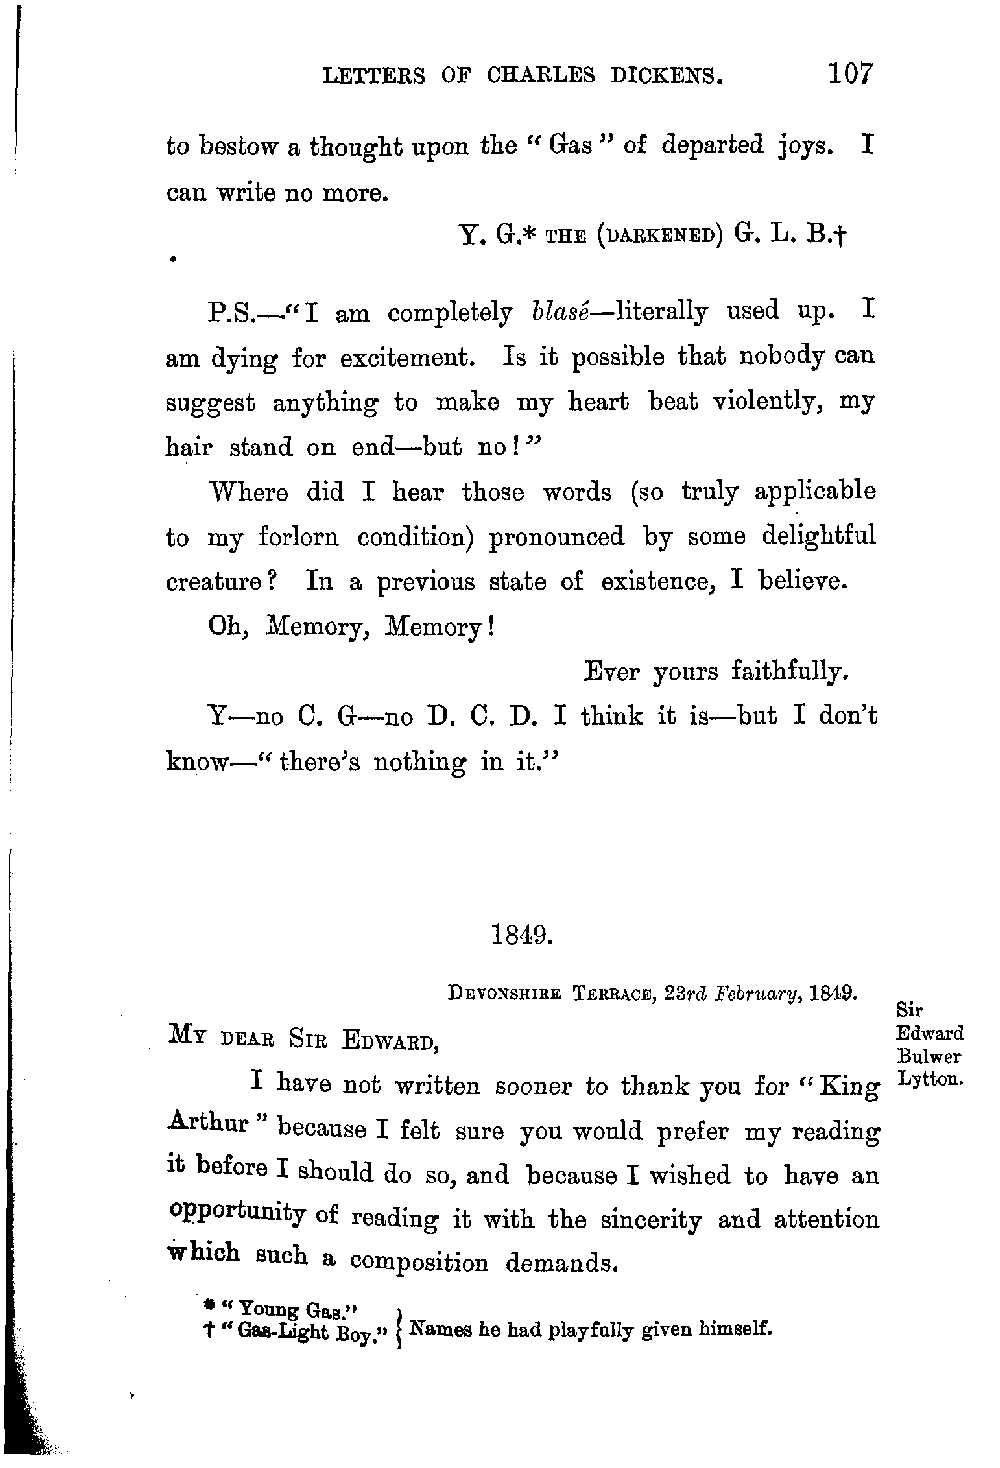 LETTERS OF CHARLES DICKENS. 107
to bestow a thought upon the “ Gas ” of departed joys. I
can write no more.
Y. G.* THE (DARKENED) G. L. B.†
P.S.—“I am completely blasé—literally used up. I
am dying for excitement. Is it possible that nobody can
suggest anything to make my heart beat violently, my
hair stand on end—but no!”
Where did I hear those words (so truly applicable
to my forlorn condition) pronounced by some delightful
creature? In a previous state of existence, I believe.
Oh, Memory, Memory!
Ever yours faithfully.
Y—no C. G—no D. C. D. I think it is—but I don’t
know—“ there’s nothing in it.”
1849.
DEVONSHIRE TERRACE, 23rd February, 1849.
Sir
Edward
Bulwer
Lytton.
MY DEAR SIR EDWARD,
I have not written sooner to thank you for “King
Arthur” because I felt sure you would prefer my reading
it before I should do so, and because I wished to have an
opportunity of reading it with the sincerity and attention
which such a composition demands.
* “ Young Gas.”
† “ Gas-Light Boy.” } Names he had playfully given himself.